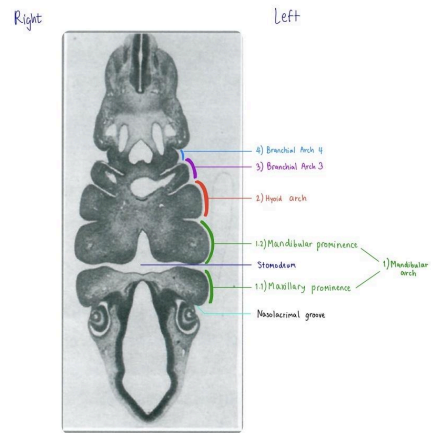 Right
Left
4) Branchial Arch 4
3) Branchial Arch 3
2) Hyoid arch
1.2) Mandibular prominence
1) Mandibular
arch
Stomodeum
1.1) Maxillary prominence
Nasolacrimal groove